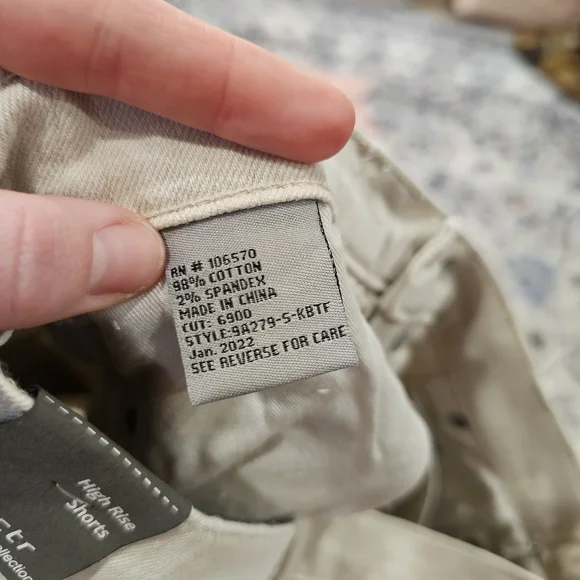 RN # 106570
98% COTTON
2% SPANDEX
MADE IN CHINA
CUT: 6900
STYLE:9A279-S-KBTF
Jan. 2022
SEE REVERSE FOR CARE
High Rise
Shorts